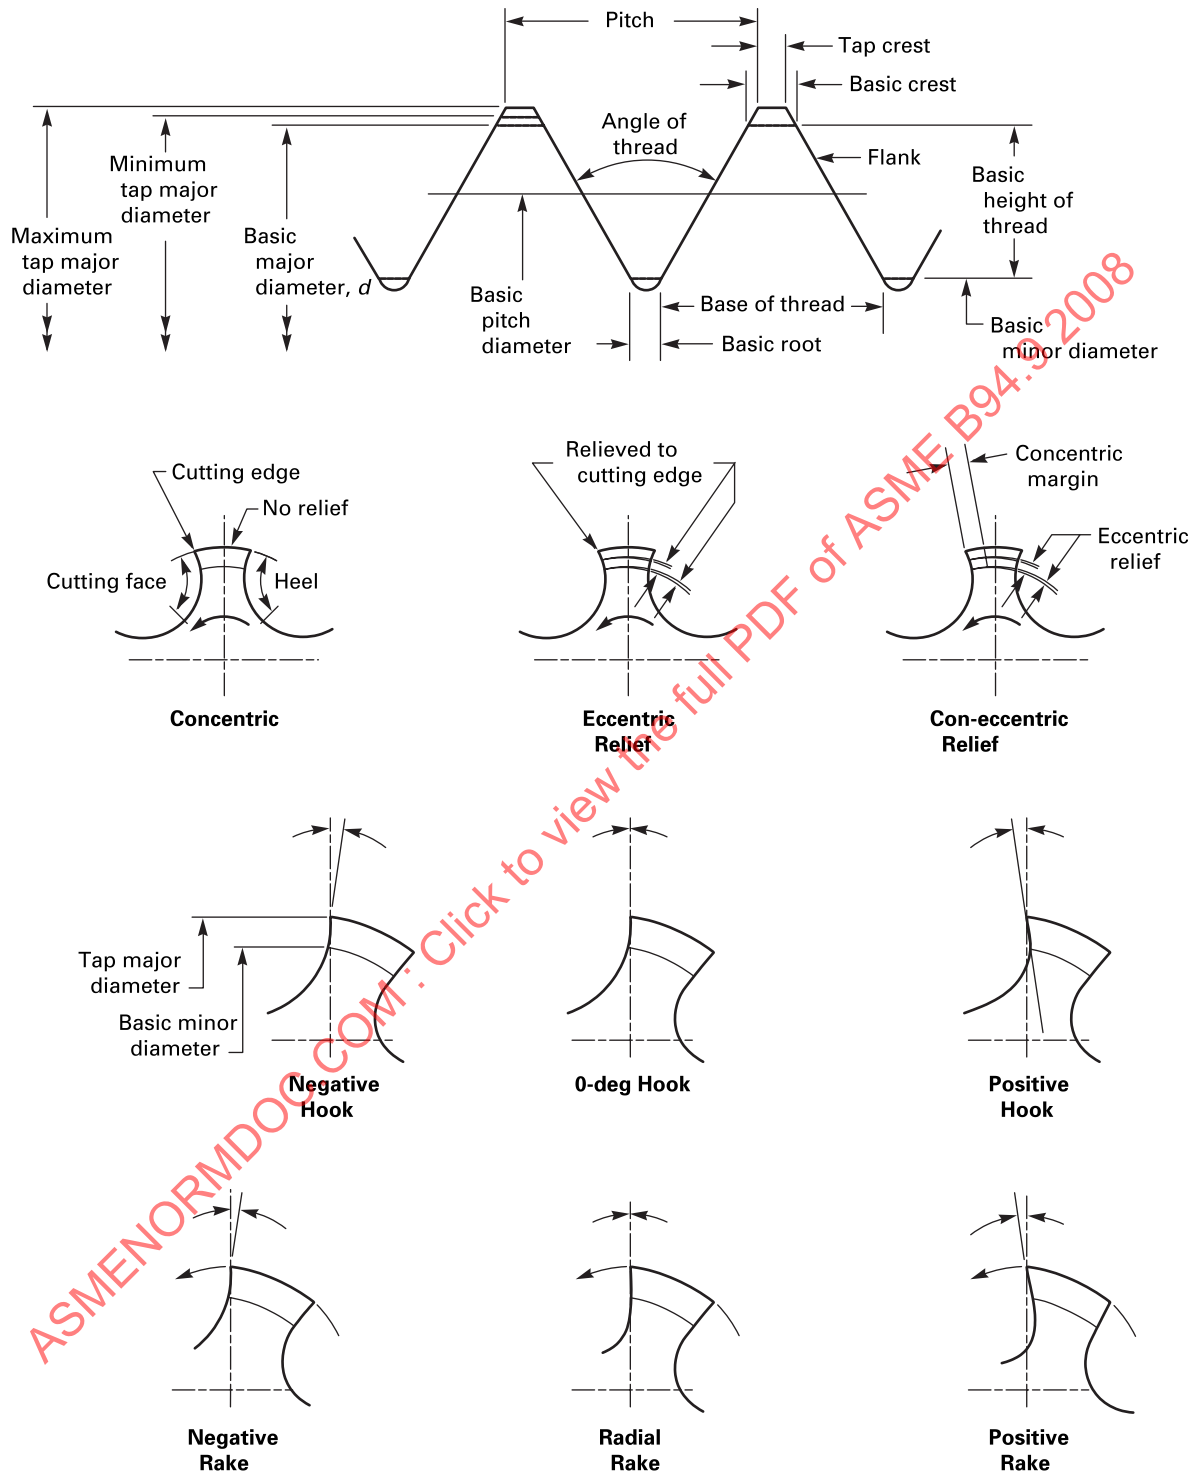 Pitch
Tap crest
Basic crest
Angle of
thread
Flank
Minimum
tap major
diameter
Basic
height of
thread
Maximum
tap major
diameter
Basic
major
diameter, d
Basic
pitch
diameter
Base of thread
Basic root
Basic
minor diameter
Cutting edge
No relief
Cutting face
Heel
Concentric
Relieved to
cutting edge
Eccentric
Relief
Concentric
margin
Eccentric
relief
Con-eccentric
Relief
Tap major
diameter
Basic minor
diameter
Negative
Hook
0-deg Hook
Positive
Hook
Negative
Rake
Radial
Rake
Positive
Rake
ASMENORMDOC.COM : Click to view the full PDF of ASME B94.9 2008